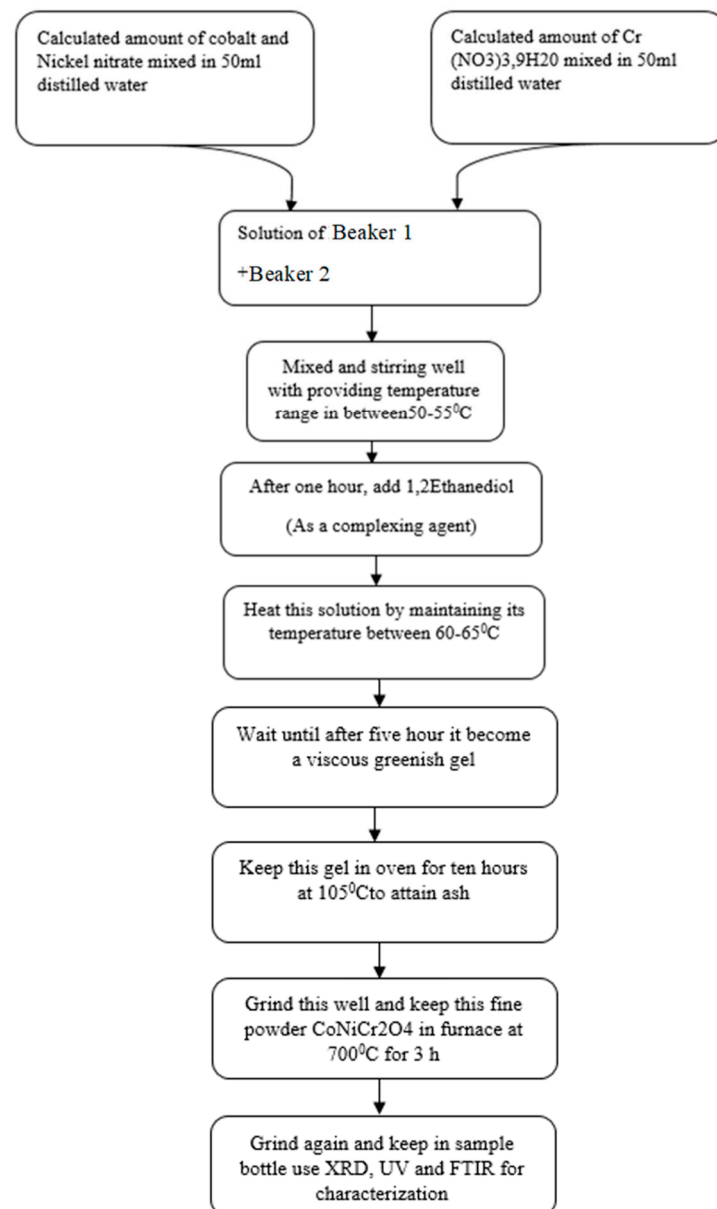 Calculated amount of cobalt and
Nickel nitrate mixed in 50ml
distilled water
Calculated amount of Cr
(NO3)3,9H20 mixed in 50ml
distilled water
Solution of Beaker 1
+Beaker 2
Mixed and stirring well
with providing temperature
range in between50-55⁰C
After one hour, add 1,2Ethanediol
(As a complexing agent)
Heat this solution by maintaining its
temperature between 60-65⁰C
Wait until after five hour it become
a viscous greenish gel
Keep this gel in oven for ten hours
at 105⁰Cto attain ash
Grind this well and keep this fine
powder CoNiCr2O4 in furnace at
700⁰C for 3 h
Grind again and keep in sample
bottle use XRD, UV and FTIR for
characterization